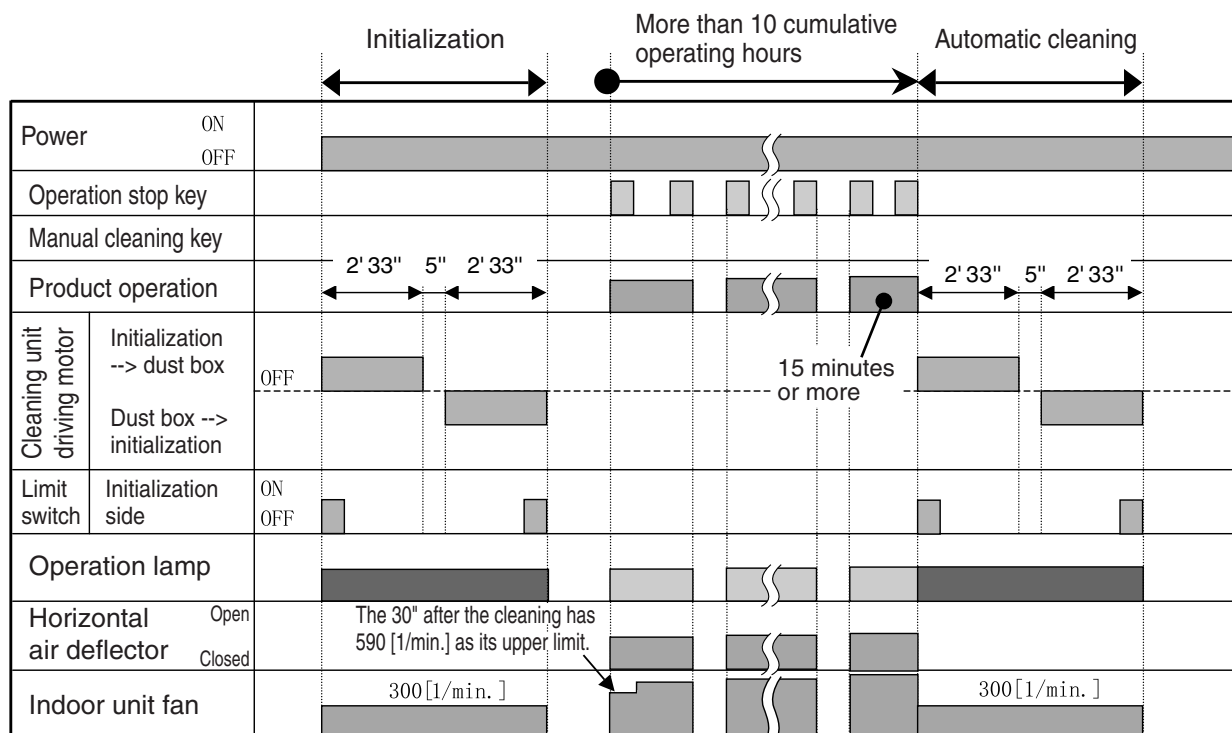 Initialization
More than 10 cumulative
operating hours
Automatic cleaning
Power
ON
OFF
Operation stop key
Manual cleaning key
Product operation
2' 33" 5" 2' 33"
2' 33" 5" 2' 33"
15 minutes
or more
Cleaning unit
driving motor
Initialization
--> dust box
OFF
Dust box -->
initialization
Limit
switch
Initialization
side
ON
OFF
Operation lamp
Horizontal
air deflector
Open
Closed
The 30" after the cleaning has
590 [1/min.] as its upper limit.
Indoor unit fan
300[1/min. ]
300[1/min. ]